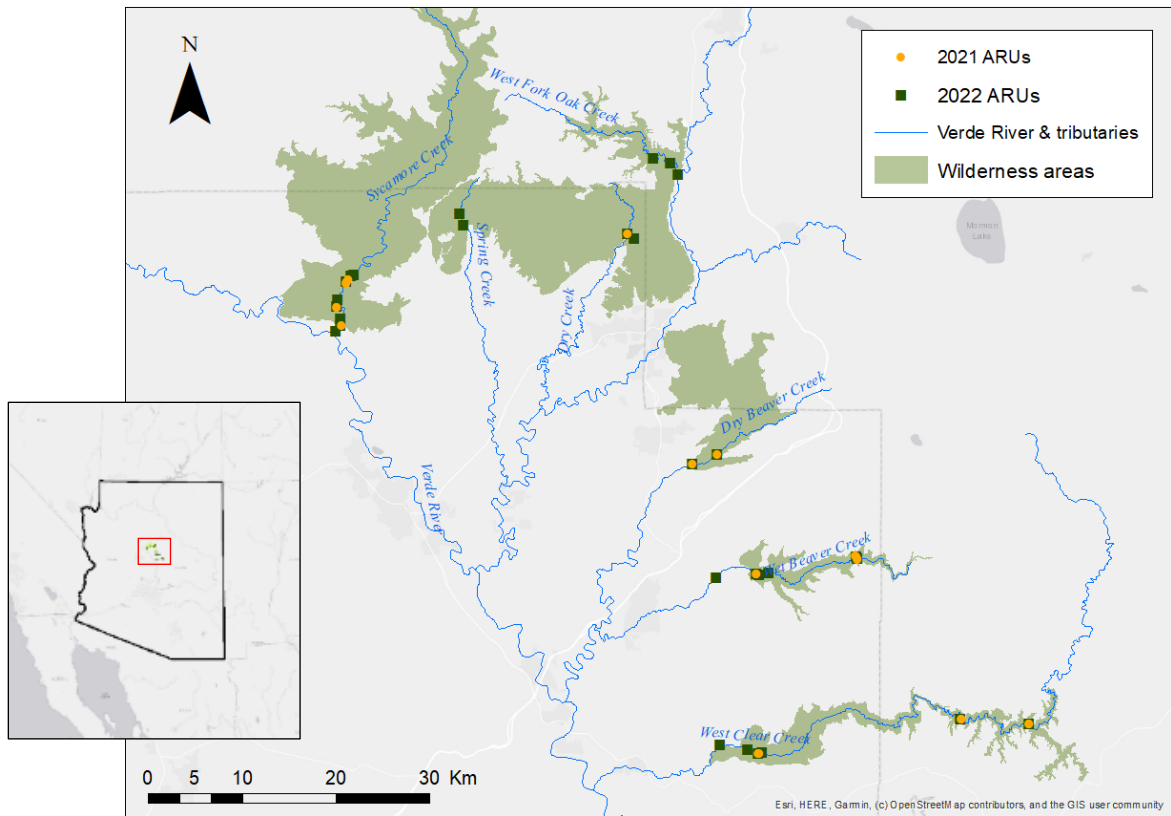 N
2021 ARUs
2022 ARUs
Verde River & tributaries
Wilderness areas
West Fork Oak Creek
Sycamore Creek
Mormon
Lake
Spring Creek
Dry Creek
Dry Beaver Creek
Verde River
Wet Beaver Creek
West Clear Creek
0 5 10 20 30 Km
Esri, HERE, Garmin, (c) OpenStreetMap contributors, and the GIS user community